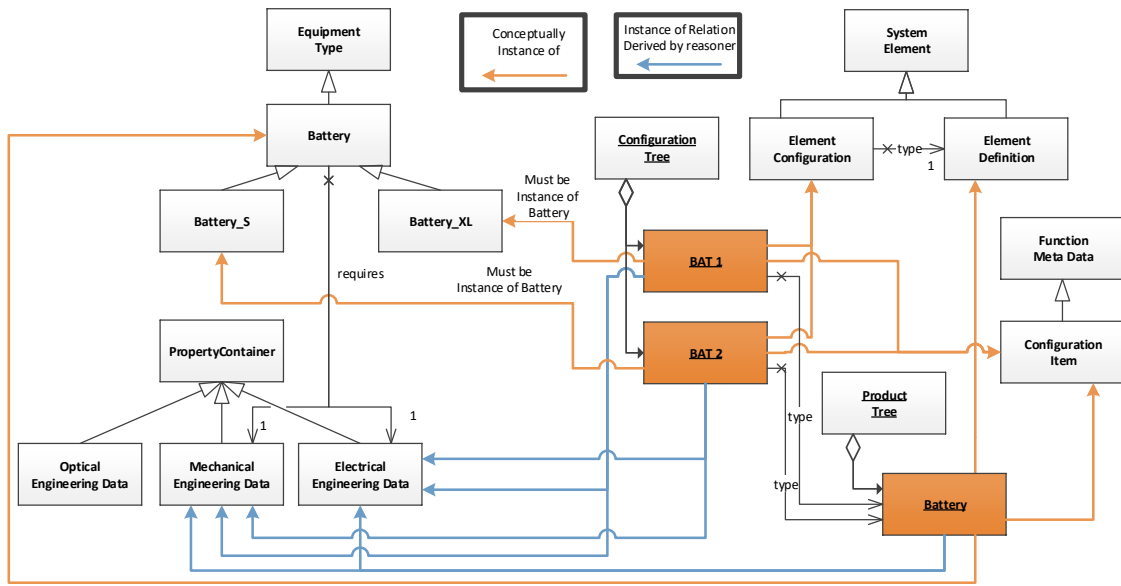 Equipment
Type
Conceptually
Instance of
Instance of Relation
Derived by reasoner
System
Element
Battery
Configuration
Tree
Element
Configuration
type
1
Element
Definition
Battery_S
Battery_XL
Must be
Instance of
Battery
BAT 1
Function
Meta Data
requires
Must be
Instance of Battery
PropertyContainer
BAT 2
Configuration
Item
1
1
type
Product
Tree
Optical
Engineering Data
Mechanical
Engineering Data
Electrical
Engineering Data
type
Battery